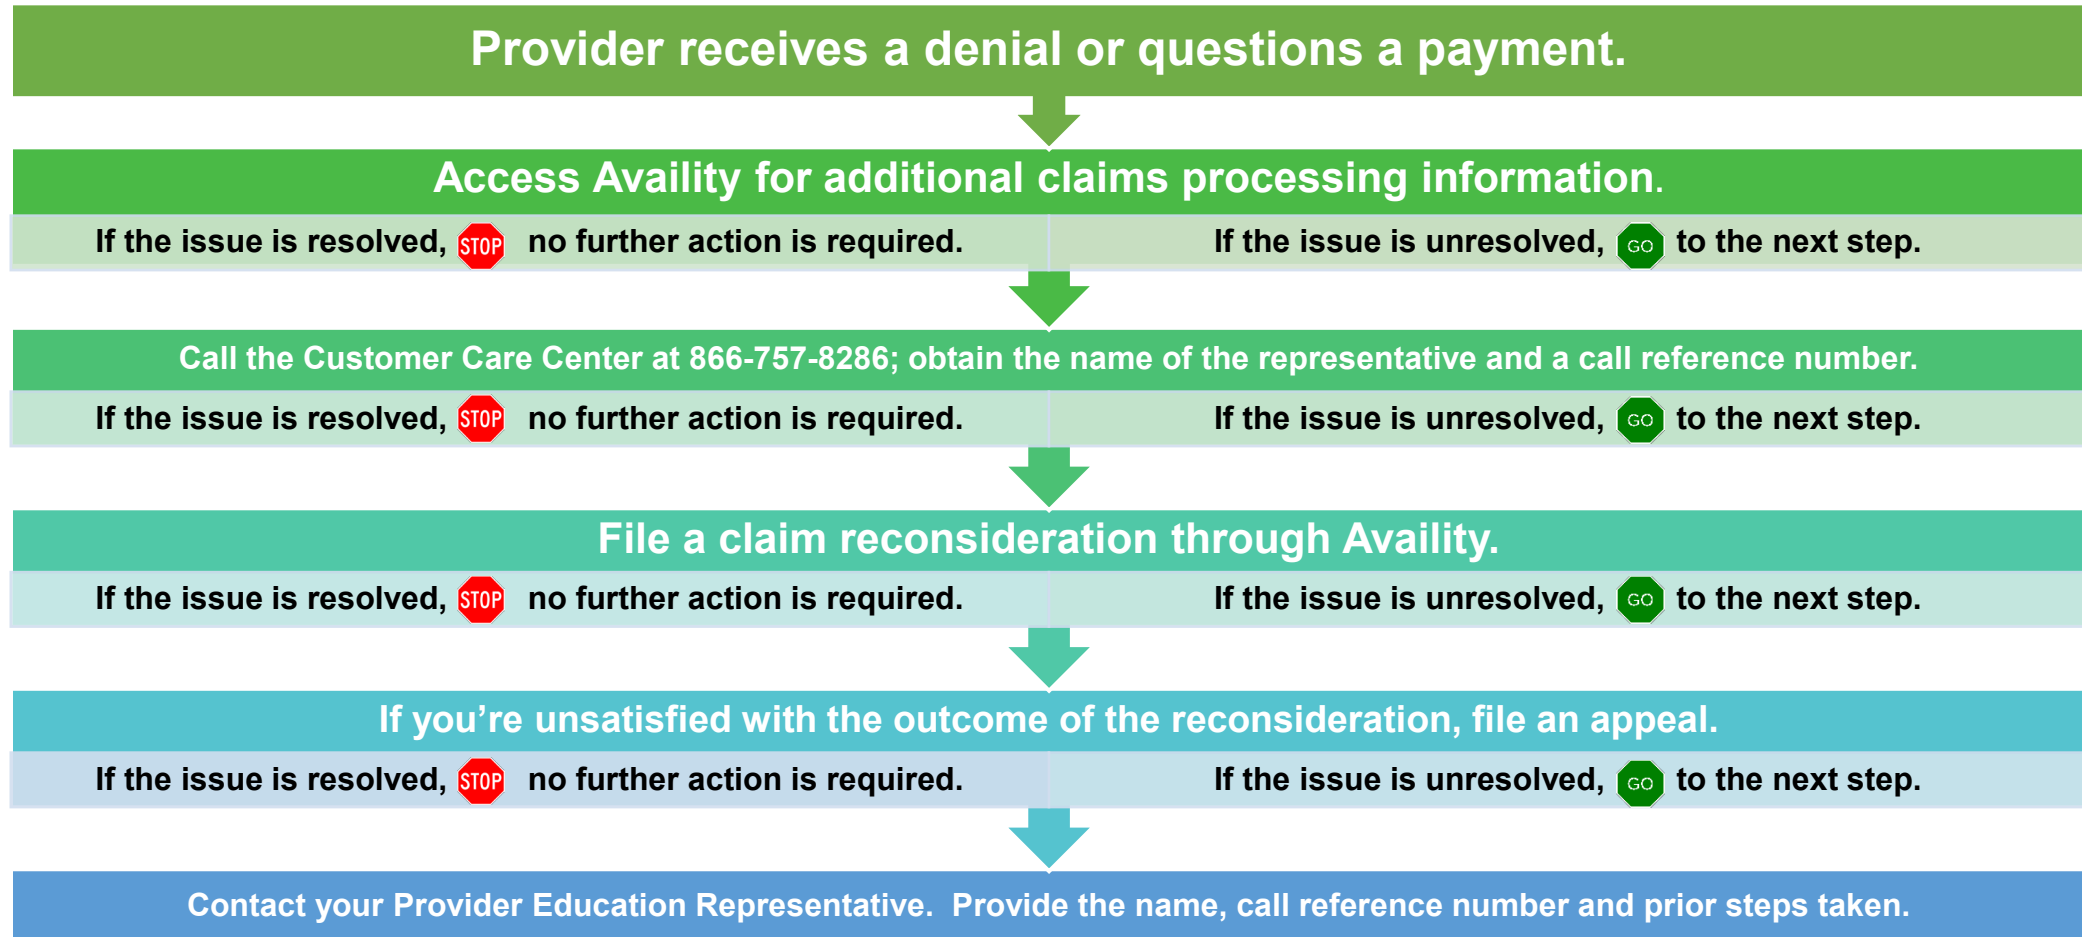 Provider receives a denial or questions a payment.
Access Availity for additional claims processing information.
If the issue is resolved, STOP no further action is required.
If the issue is unresolved, GO to the next step.
Call the Customer Care Center at 866-757-8286; obtain the name of the representative and a call reference number.
If the issue is resolved, STOP no further action is required.
If the issue is unresolved, GO to the next step.
File a claim reconsideration through Availity.
If the issue is resolved, STOP no further action is required.
If the issue is unresolved, GO to the next step.
If you’re unsatisfied with the outcome of the reconsideration, file an appeal.
If the issue is resolved, STOP no further action is required.
If the issue is unresolved, GO to the next step.
Contact your Provider Education Representative.  Provide the name, call reference number and prior steps taken.